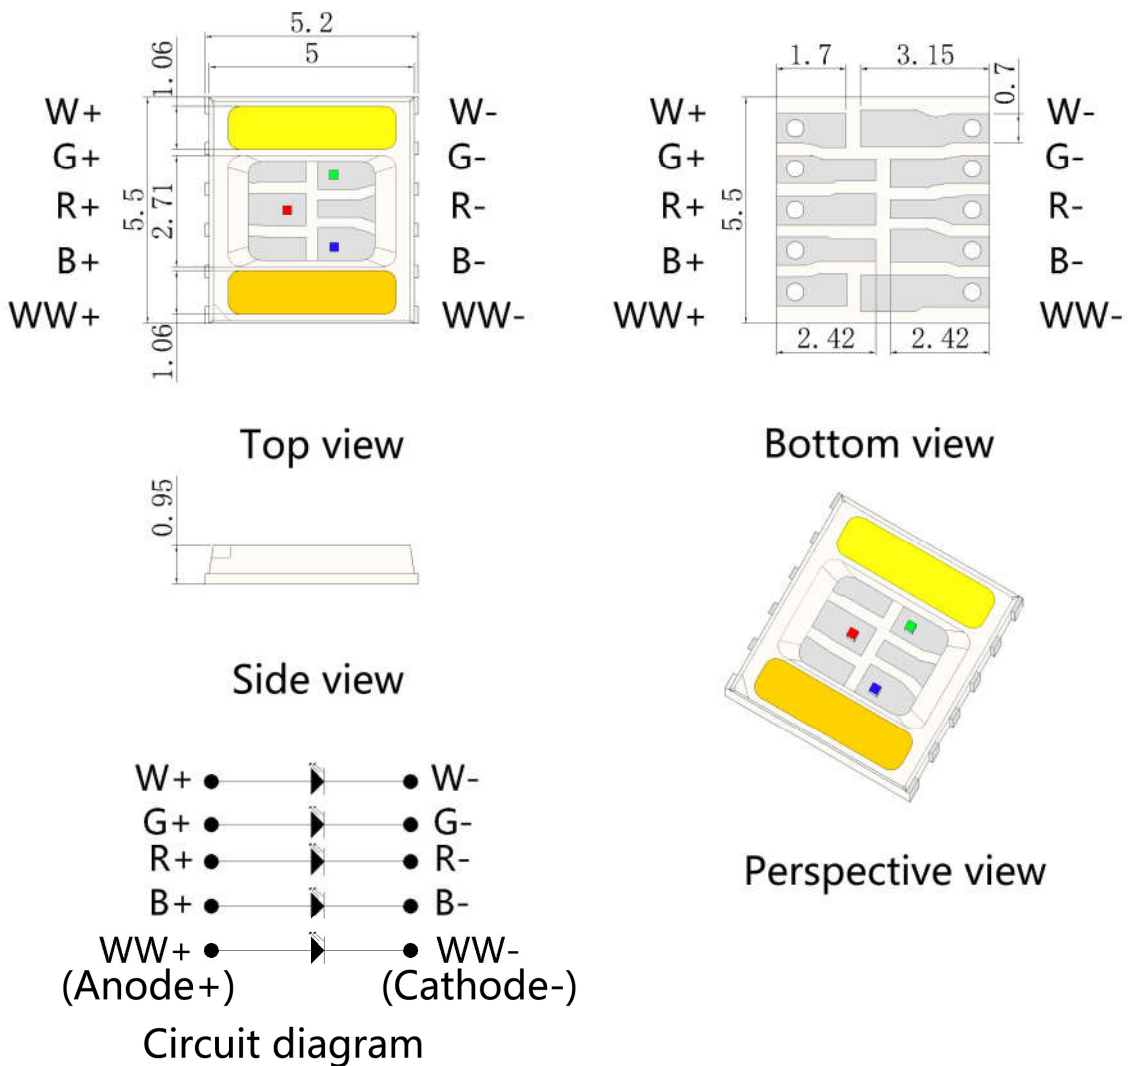 5.2
5
1.06
W+
W-
G+
G-
R+
R-
B+
B-
WW+
WW-
5.5
2.71
1.06
Top view
1.7
3.15
0.7
W+
W-
G+
G-
R+
R-
B+
B-
WW+
WW-
5.5
2.42
2.42
Bottom view
0.95
Side view
Perspective view
W+ W-
G+ G-
R+ R-
B+ B-
WW+ WW-
(Anode+) (Cathode-)
Circuit diagram